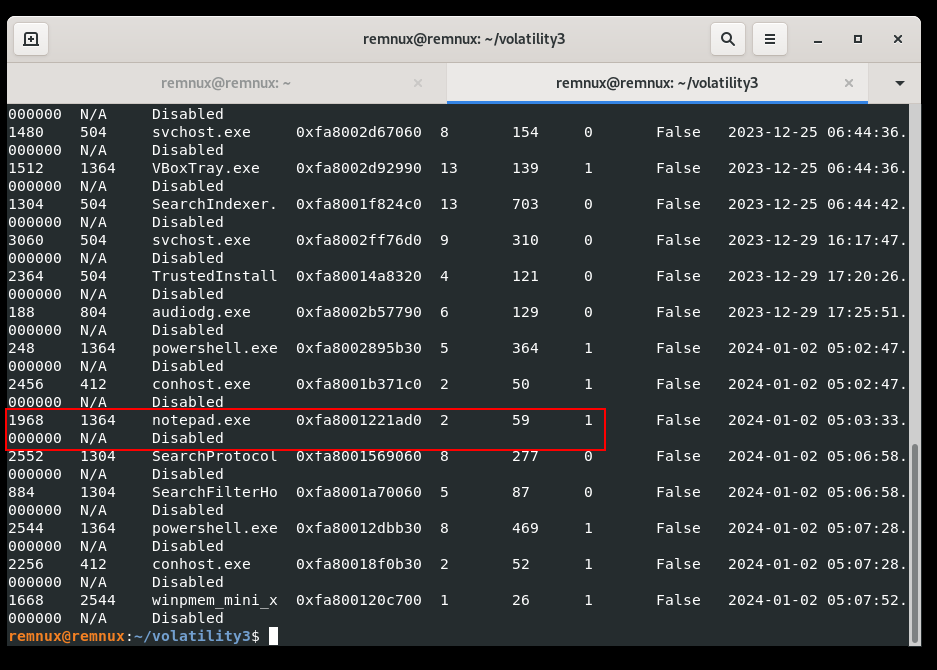 remnux@remnux: ~/volatility3
remnux@remnux: ~ remnux@remnux: ~/volatility3
000000 N/A Disabled
1480 504 svchost.exe 0xfa8002d67060 8 154 0 False 2023-12-25 06:44:36.
000000 N/A Disabled
1512 1364 VBoxTray.exe 0xfa8002d92990 13 139 1 False 2023-12-25 06:44:36.
000000 N/A Disabled
1304 504 SearchIndexer. 0xfa8001f824c0 13 703 0 False 2023-12-25 06:44:42.
000000 N/A Disabled
3060 504 svchost.exe 0xfa8002ff76d0 9 310 0 False 2023-12-29 16:17:47.
000000 N/A Disabled
2364 504 TrustedInstall 0xfa80014a8320 4 121 0 False 2023-12-29 17:20:26.
000000 N/A Disabled
188 804 audiodg.exe 0xfa8002b57790 6 129 0 False 2023-12-29 17:25:51.
000000 N/A Disabled
248 1364 powershell.exe 0xfa8002895b30 5 364 1 False 2024-01-02 05:02:47.
000000 N/A Disabled
2456 412 conhost.exe 0xfa8001b371c0 2 50 1 False 2024-01-02 05:02:47.
000000 N/A Disabled
1968 1364 notepad.exe 0xfa8001221ad0 2 59 1 False 2024-01-02 05:03:33.
000000 N/A Disabled
2552 1304 SearchProtocol 0xfa8001569060 8 277 0 False 2024-01-02 05:06:58.
000000 N/A Disabled
884 1304 SearchFilterHo 0xfa8001a70060 5 87 0 False 2024-01-02 05:06:58.
000000 N/A Disabled
2544 1364 powershell.exe 0xfa80012dbb30 8 469 1 False 2024-01-02 05:07:28.
000000 N/A Disabled
2256 412 conhost.exe 0xfa80018f0b30 2 52 1 False 2024-01-02 05:07:28.
000000 N/A Disabled
1668 2544 winpmem_mini_x 0xfa800120c700 1 26 1 False 2024-01-02 05:07:52.
000000 N/A Disabled
remnux@remnux:~/volatility3$